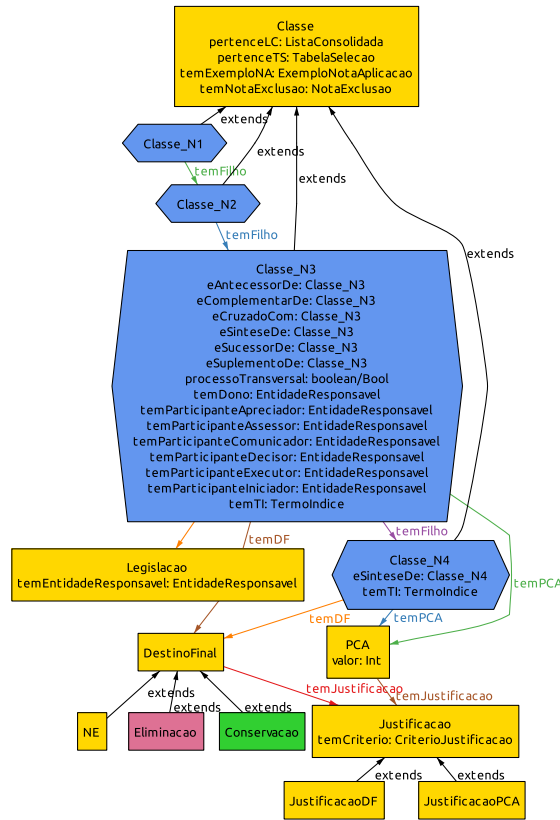 Classe
pertenceLC: ListaConsolidada
pertenceTS: TabelaSelecao
temExemploNA: ExemploNotaAplicacao
temNotaExclusao: NotaExclusao
extends
Classe_N1
extends
temFilho
extends
Classe_N2
temFilho
extends
Classe_N3
eAntecessorDe: Classe_N3
eComplementarDe: Classe_N3
eCruzadoCom: Classe_N3
eSinteseDe: Classe_N3
eSucessorDe: Classe_N3
eSuplementoDe: Classe_N3
processoTransversal: boolean/Bool
temDono: EntidadeResponsavel
temParticipanteApreciador: EntidadeResponsavel
temParticipanteAssessor: EntidadeResponsavel
temParticipanteComunicador: EntidadeResponsavel
temParticipanteDecisor: EntidadeResponsavel
temParticipanteExecutor: EntidadeResponsavel
temParticipanteIniciador: EntidadeResponsavel
temTI: TermoIndice
temDF
temFilho
Legislacao
temEntidadeResponsavel: EntidadeResponsavel
Classe_N4
eSinteseDe: Classe_N4
temTI: TermoIndice
temPCA
temDF
temPCA
DestinoFinal
PCA
valor: Int
extends
extends
extends
temJustificacao
temJustificacao
NE
Eliminacao
Conservacao
Justificacao
temCriterio: CriterioJustificacao
extends
extends
JustificacaoDF
JustificacaoPCA